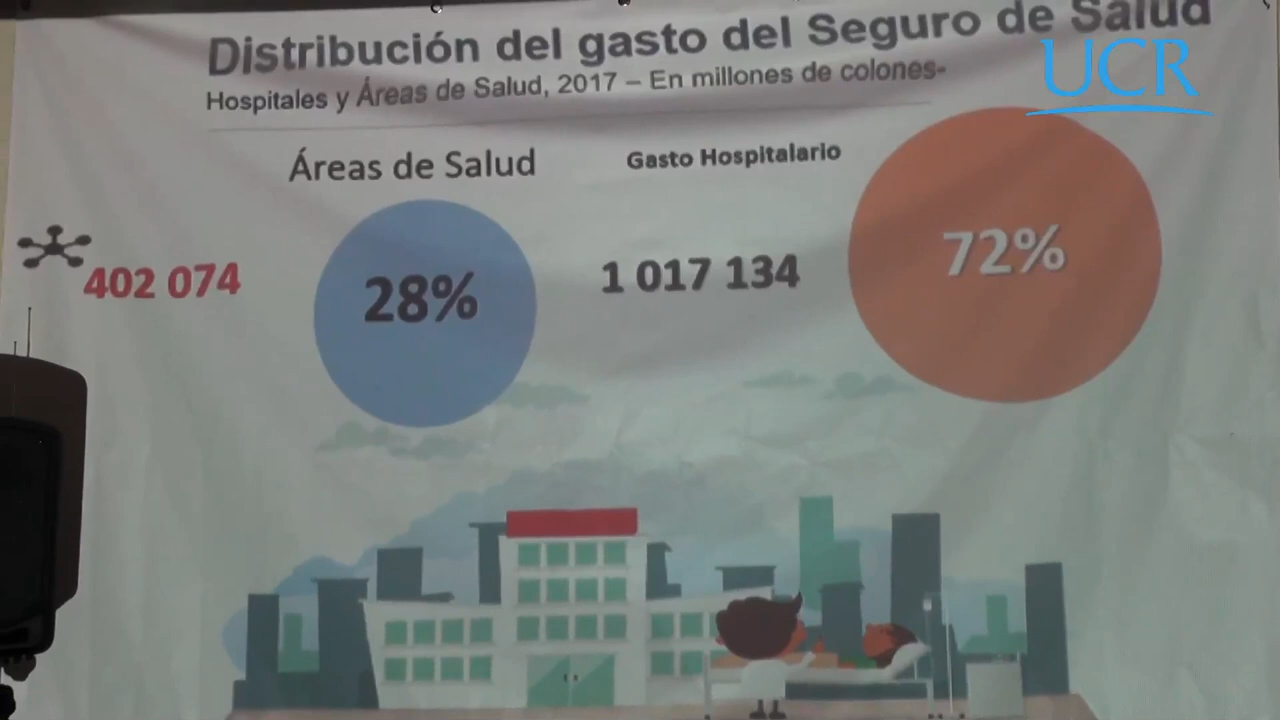 Distribución del gasto del Seguro de Salud
Hospitales y Áreas de Salud, 2017 – En millones de colones-
UCR
Áreas de Salud
Gasto Hospitalario
402 074
28%
1 017 134
72%